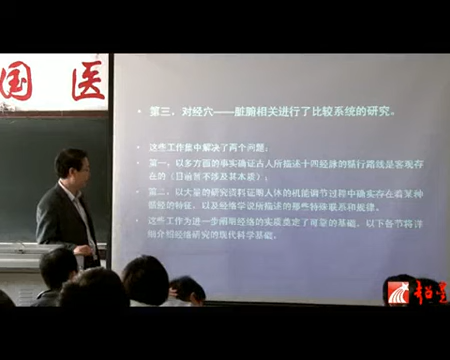 国 医
第三、对经穴——脏腑相关进行了比较系统的研究。
这些工作集中解决了两个问题：
第一，以多方面的事实确证古人所描述十四经脉的循行路线是客观存
在的（目前暂不涉及其本质）；
第二，以大量的研究资料证明人体的机能调节过程中确实存在着某种
的特征，以及经络学说所描述的那些特殊联系和规律。
这些工作为进一步阐明经络的实质奠定了可靠的基础，以下各节将详
细介绍经络研究的现代科学基础。